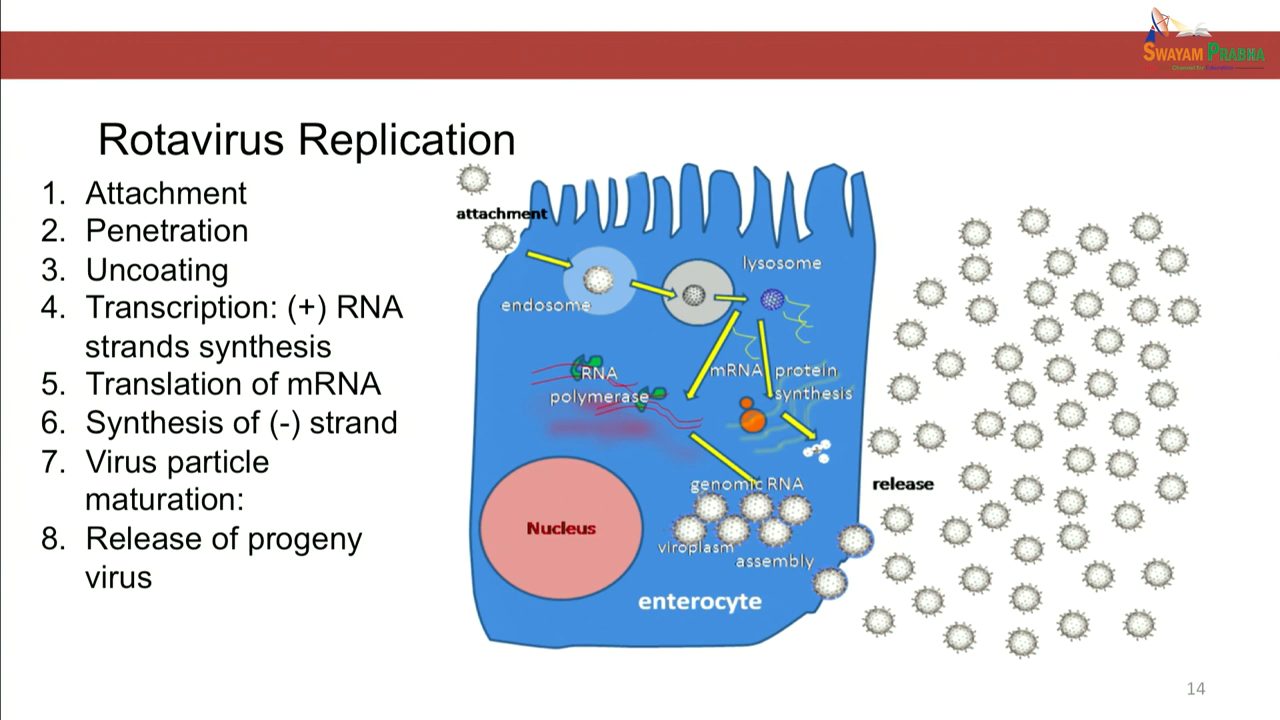 SWAYAM PRABHA
Rotavirus Replication
1. Attachment
2. Penetration
3. Uncoating
4. Transcription: (+) RNA
strands synthesis
5. Translation of mRNA
6. Synthesis of (-) strand
7. Virus particle
maturation:
8. Release of progeny
virus
attachment
lysosome
endosome
RNA
polymerase
mRNA
protein
synthesis
genomic RNA
release
Nucleus
viroplasm
assembly
enterocyte
14